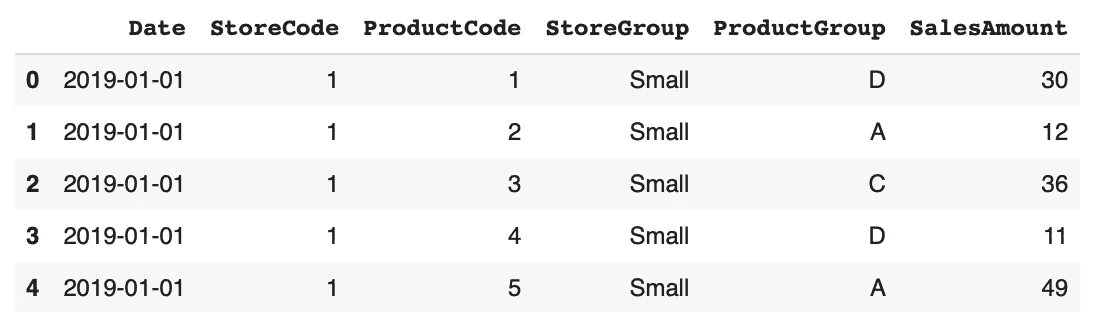 Date StoreCode ProductCode StoreGroup ProductGroup SalesAmount
0 2019-01-01 1 1 Small D 30
1 2019-01-01 1 2 Small A 12
2 2019-01-01 1 3 Small C 36
3 2019-01-01 1 4 Small D 11
4 2019-01-01 1 5 Small A 49